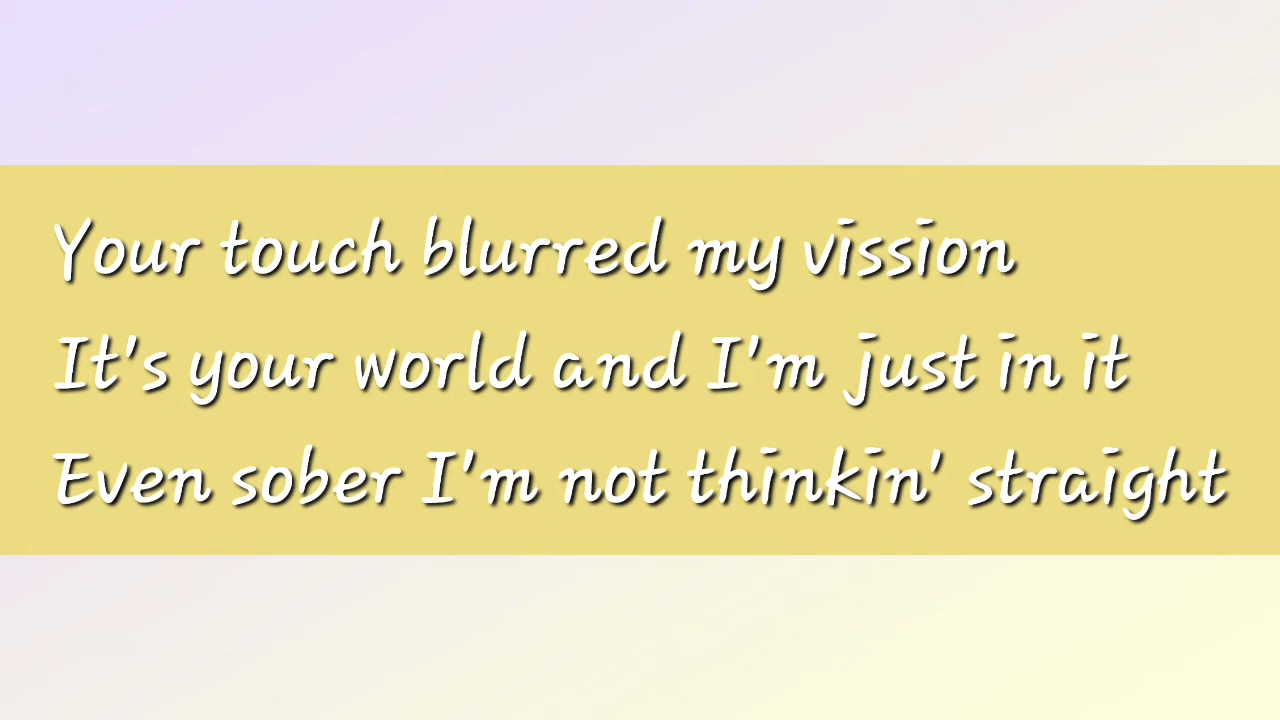 Your touch blurred my vission
It's your world and I'm just in it
Even sober I'm not thinkin' straight